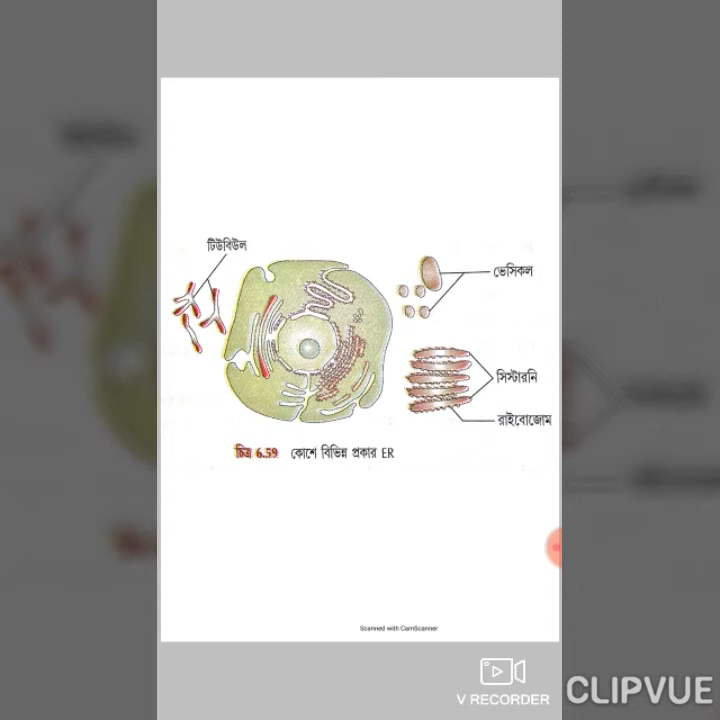 টিউবিউল
ভেসিকল
সিস্টারনি
রাইবোজোম
চিত্র 6.59 কোশে বিভিন্ন প্রকার ER
Scanned with CamScanner
V RECORDER
CLIPVUE